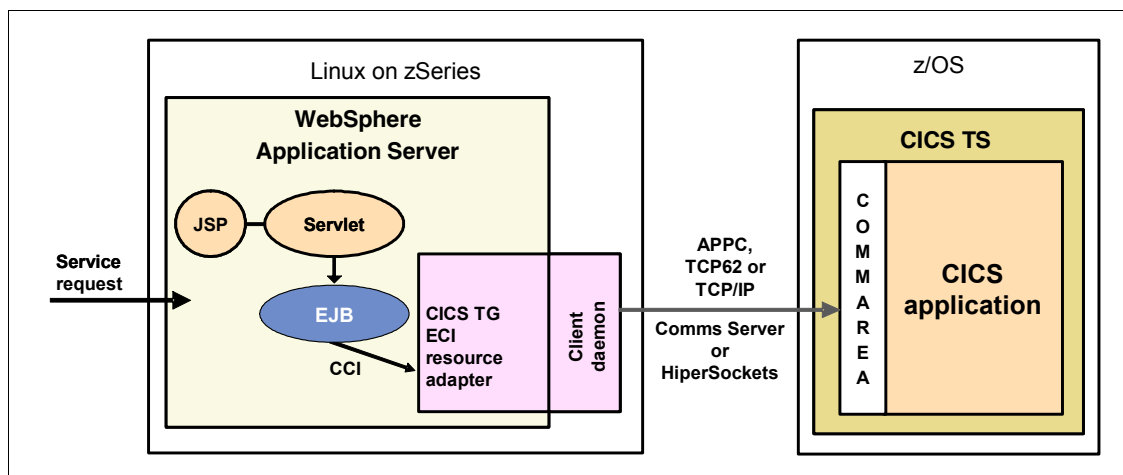 Linux on zSeries
WebSphere
Application Server
JSP
Servlet
Service
request
EJB
CCI
CICS TG
ECI
resource
adapter
Client
daemon
APPC,
TCP62 or
TCP/IP
Comms Server
or
HiperSockets
z/OS
CICS TS
COMMAREA
CICS
application